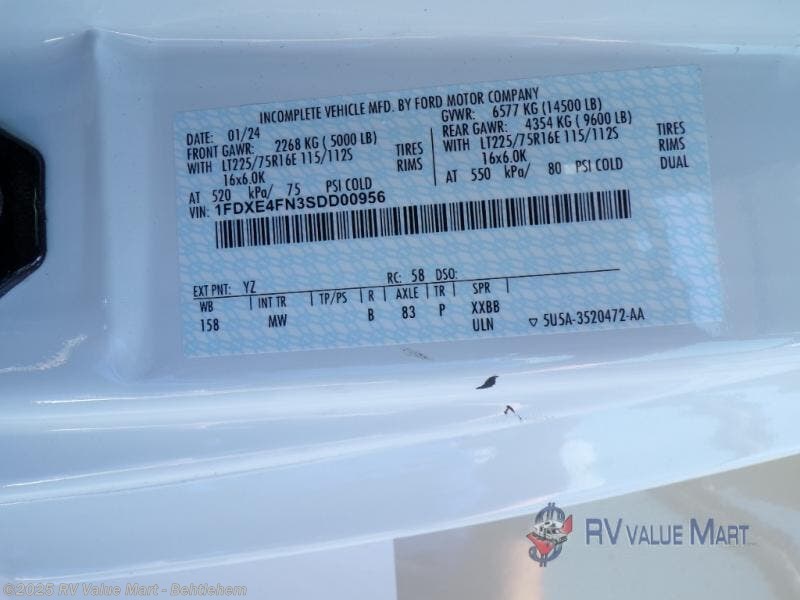 INCOMPLETE VEHICLE MFD. BY FORD MOTOR COMPANY
DATE: 01/24 GVWR: 6577 KG (14500 LB)
FRONT GAWR: 2268 KG (5000 LB) REAR GAWR: 4354 KG (9600 LB)
WITH LT225/75R16E 115/112S TIRES WITH LT225/75R16E 115/112S TIRES
16x6.0K RIMS 16x6.0K RIMS
AT 520 kPa/ 75 PSI COLD AT 550 kPa/ 80 PSI COLD DUAL
VIN: 1FDXE4FN3SDD00956
EXT PNT: YZ RC: 58 DSO:
WB INT TR TP/PS R AXLE TR SPR
158 MW B 83 P XXBB
ULN 5U5A-3520472-AA
RV VALUE MART
©2025 RV Value Mart - Behtlehem